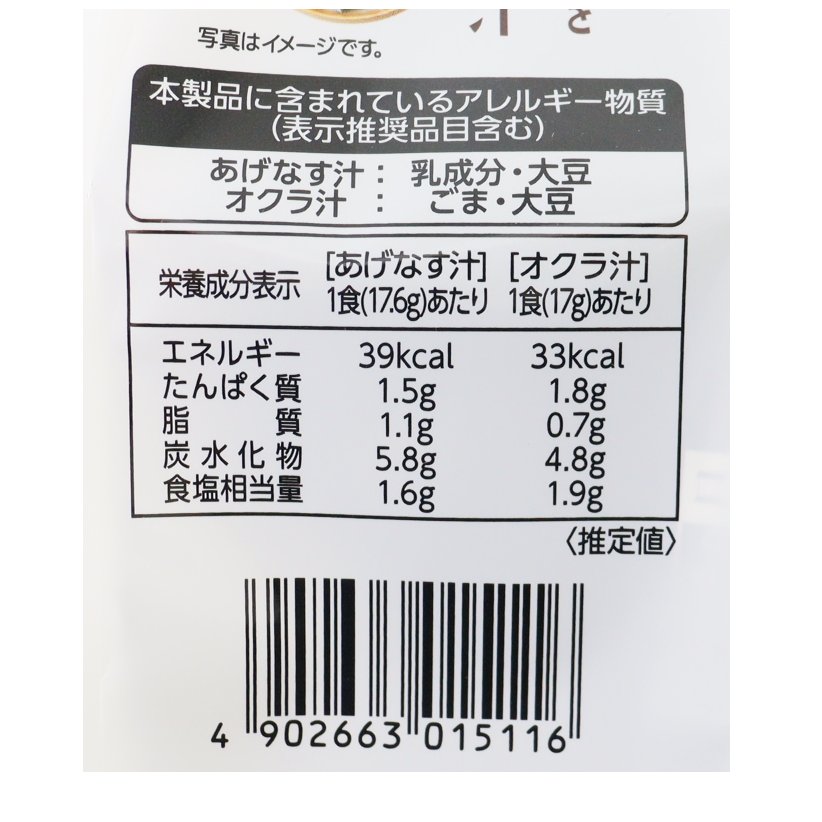 写真はイメージです。
本製品に含まれているアレルギー物質
(表示推奨品目含む)
あげなす汁 : 乳成分・大豆
オクラ汁 : ごま・大豆
栄養成分表示 [あげなす汁] [オクラ汁]
1食(17.6g)あたり 1食(17g)あたり
エネルギー 39kcal 33kcal
たんぱく質 1.5g 1.8g
脂質 1.1g 0.7g
炭水化物 5.8g 4.8g
食塩相当量 1.6g 1.9g
〈推定値〉
4 902663 015116